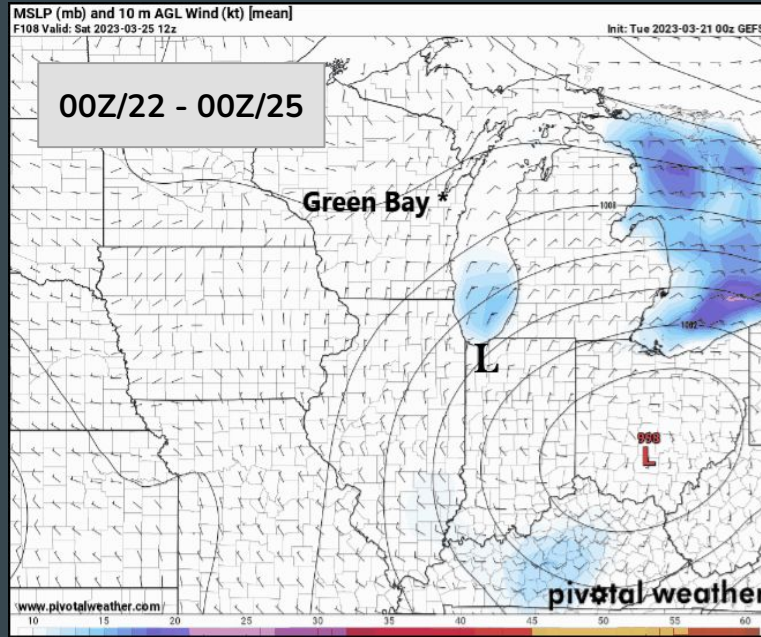 MSLP (mb) and 10 m AGL Wind (kt) [mean]
F108 Valid: Sat 2023-03-25 12z
Init: Tue 2023-03-21 00z GEFS
00Z/22 - 00Z/25
Green Bay *
1008
1002
L
998
L
www.pivotalweather.com
pivotal weather
10 15 20 25 30 35 40 45 50 55 60